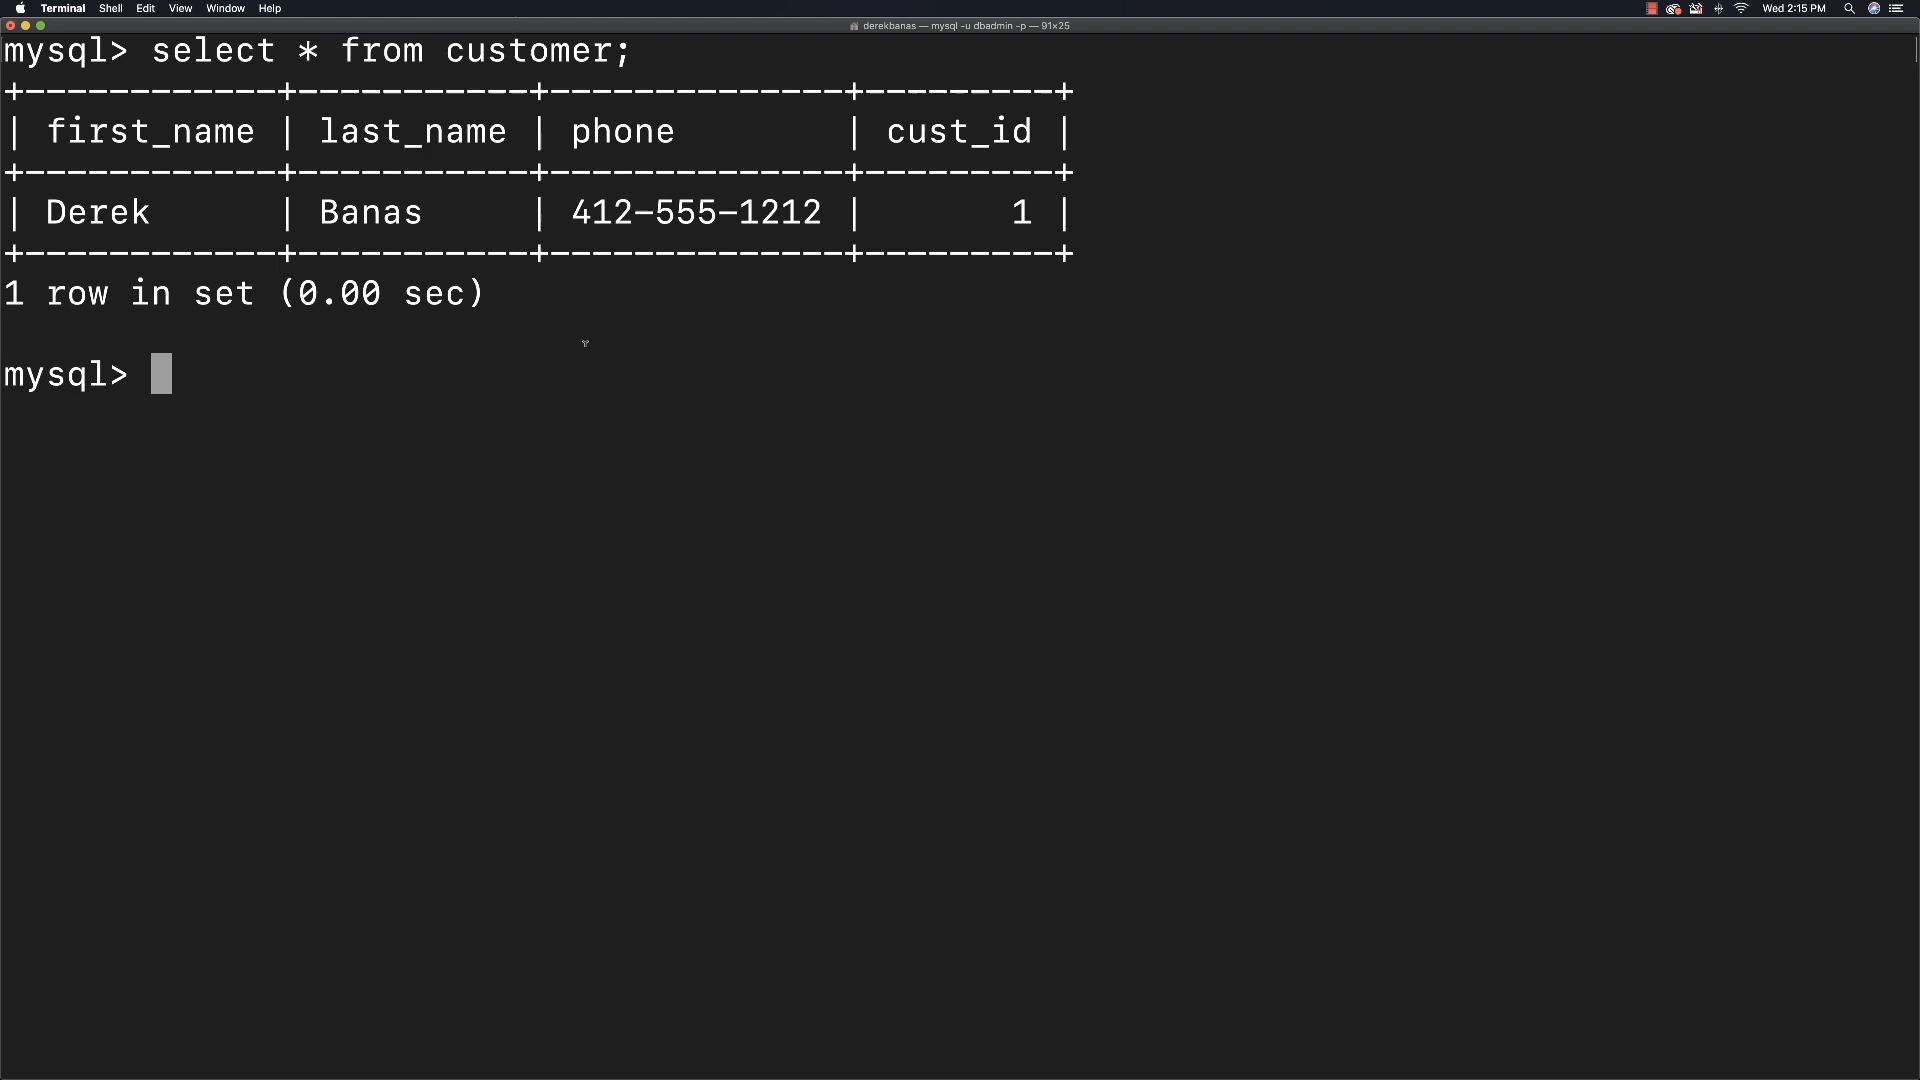 Terminal Shell Edit View Window Help Wed 2:15 PM
derekbanas — mysql -u dbadmin -p — 91×25
mysql> select * from customer;
+------------+-----------+--------------+---------+
| first_name | last_name | phone        | cust_id |
+------------+-----------+--------------+---------+
| Derek      | Banas     | 412-555-1212 |       1 |
+------------+-----------+--------------+---------+
1 row in set (0.00 sec)
mysql>